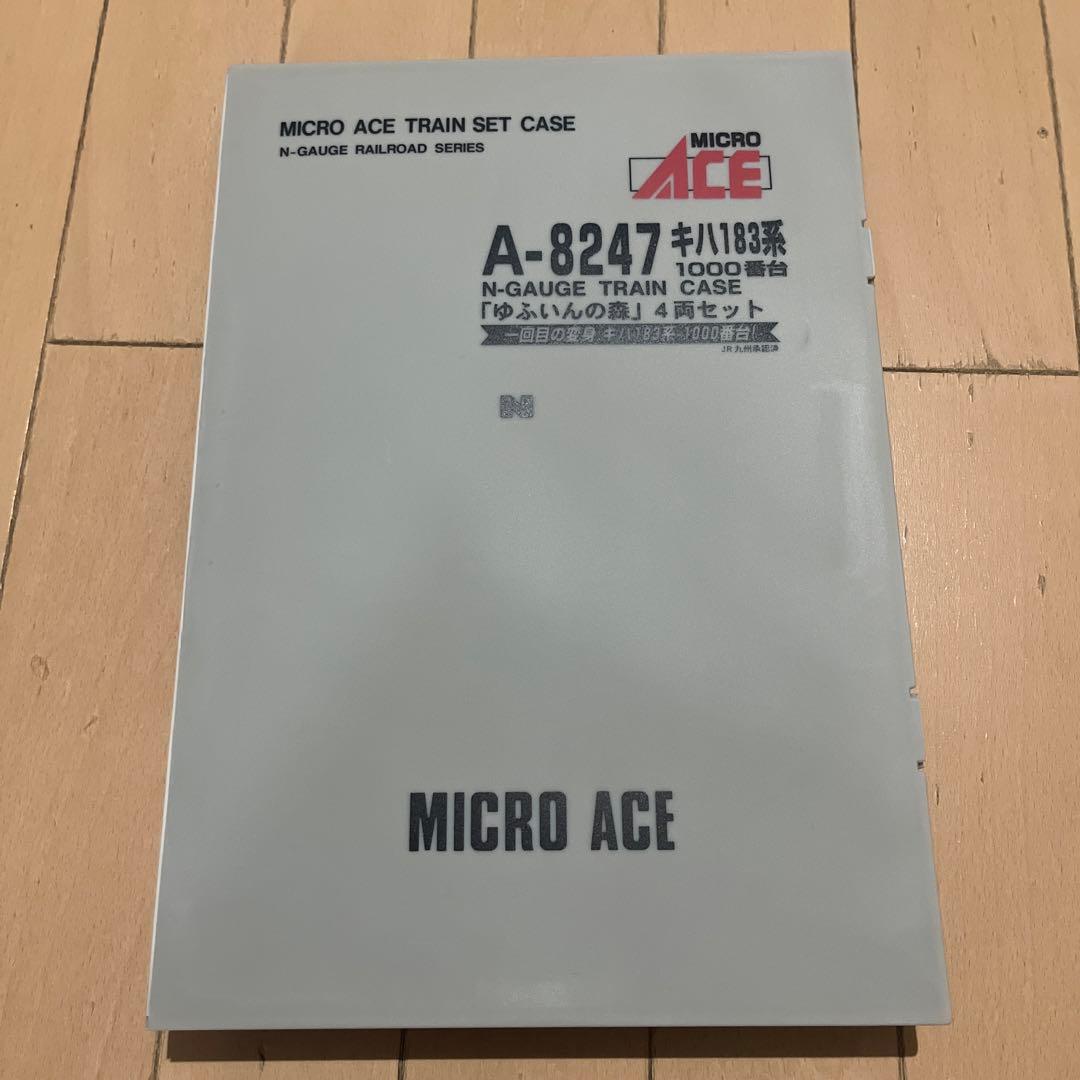 MICRO ACE TRAIN SET CASE
N-GAUGE RAILROAD SERIES
MICRO
ACE
A-8247 キハ183系
1000番台
N-GAUGE TRAIN CASE
「ゆふいんの森」4両セット
一回目の変身 キハ183系 1000番台!
JR九州承認済
N
MICRO ACE